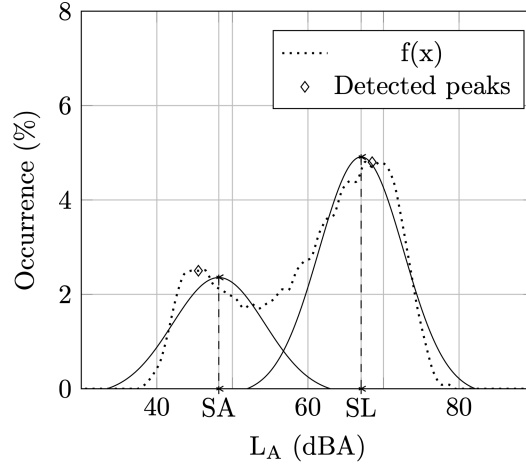 8
f(x)
Detected peaks
6
4
2
0
Occurrence (%)
40 SA 60 SL 80
L_A (dBA)